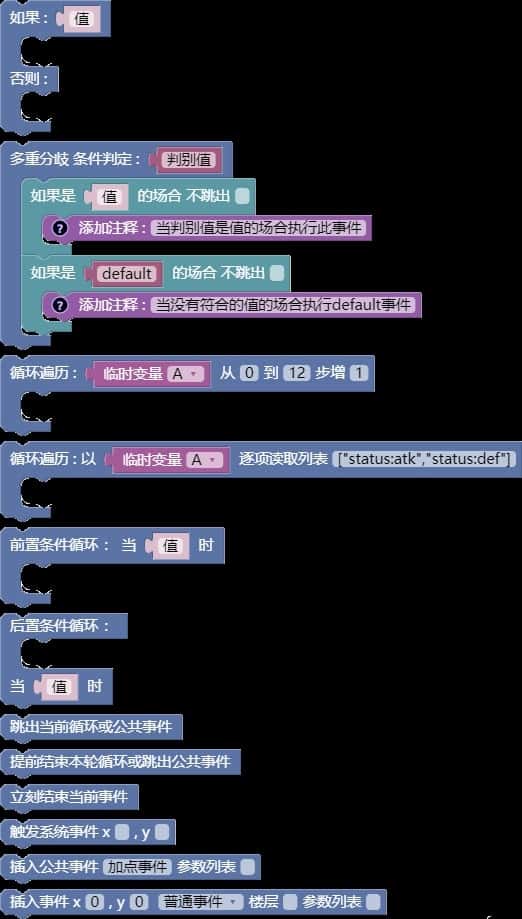 如果： 值
否则：
多重分歧 条件判定： 判别值
如果是 值 的场合 不跳出
? 添加注释： 当判别值是值的场合执行此事件
如果是 default 的场合 不跳出
? 添加注释： 当没有符合的值的场合执行default事件
循环遍历： 临时变量 A 从 0 到 12 步增 1
循环遍历：以 临时变量 A 逐项读取列表 ["status:atk","status:def"]
前置条件循环： 当 值 时
后置条件循环：
当 值 时
跳出当前循环或公共事件
提前结束本轮循环或跳出公共事件
立刻结束当前事件
触发系统事件 x , y
插入公共事件 加点事件 参数列表
插入事件 x 0 , y 0 普通事件 楼层 参数列表